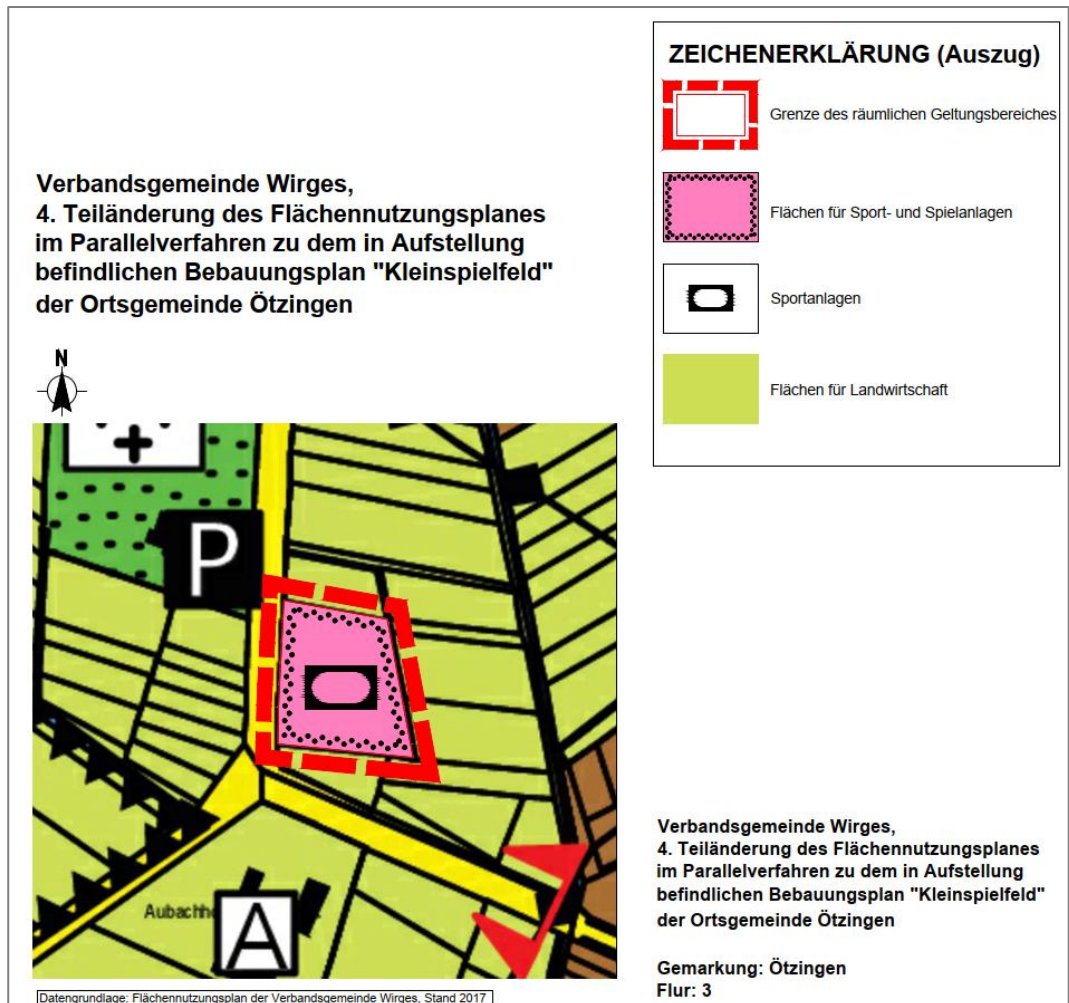 ZEICHENERKLÄRUNG (Auszug)
Grenze des räumlichen Geltungsbereiches
Flächen für Sport- und Spielanlagen
Sportanlagen
Flächen für Landwirtschaft
Verbandsgemeinde Wirges,
4. Teiländerung des Flächennutzungsplanes
im Parallelverfahren zu dem in Aufstellung
befindlichen Bebauungsplan "Kleinspielfeld"
der Ortsgemeinde Ötzingen
N
P
A
Verbandsgemeinde Wirges,
4. Teiländerung des Flächennutzungsplanes
im Parallelverfahren zu dem in Aufstellung
befindlichen Bebauungsplan "Kleinspielfeld"
der Ortsgemeinde Ötzingen
Gemarkung: Ötzingen
Flur: 3
Datengrundlage: Flächennutzungsplan der Verbandsgemeinde Wirges, Stand 2017